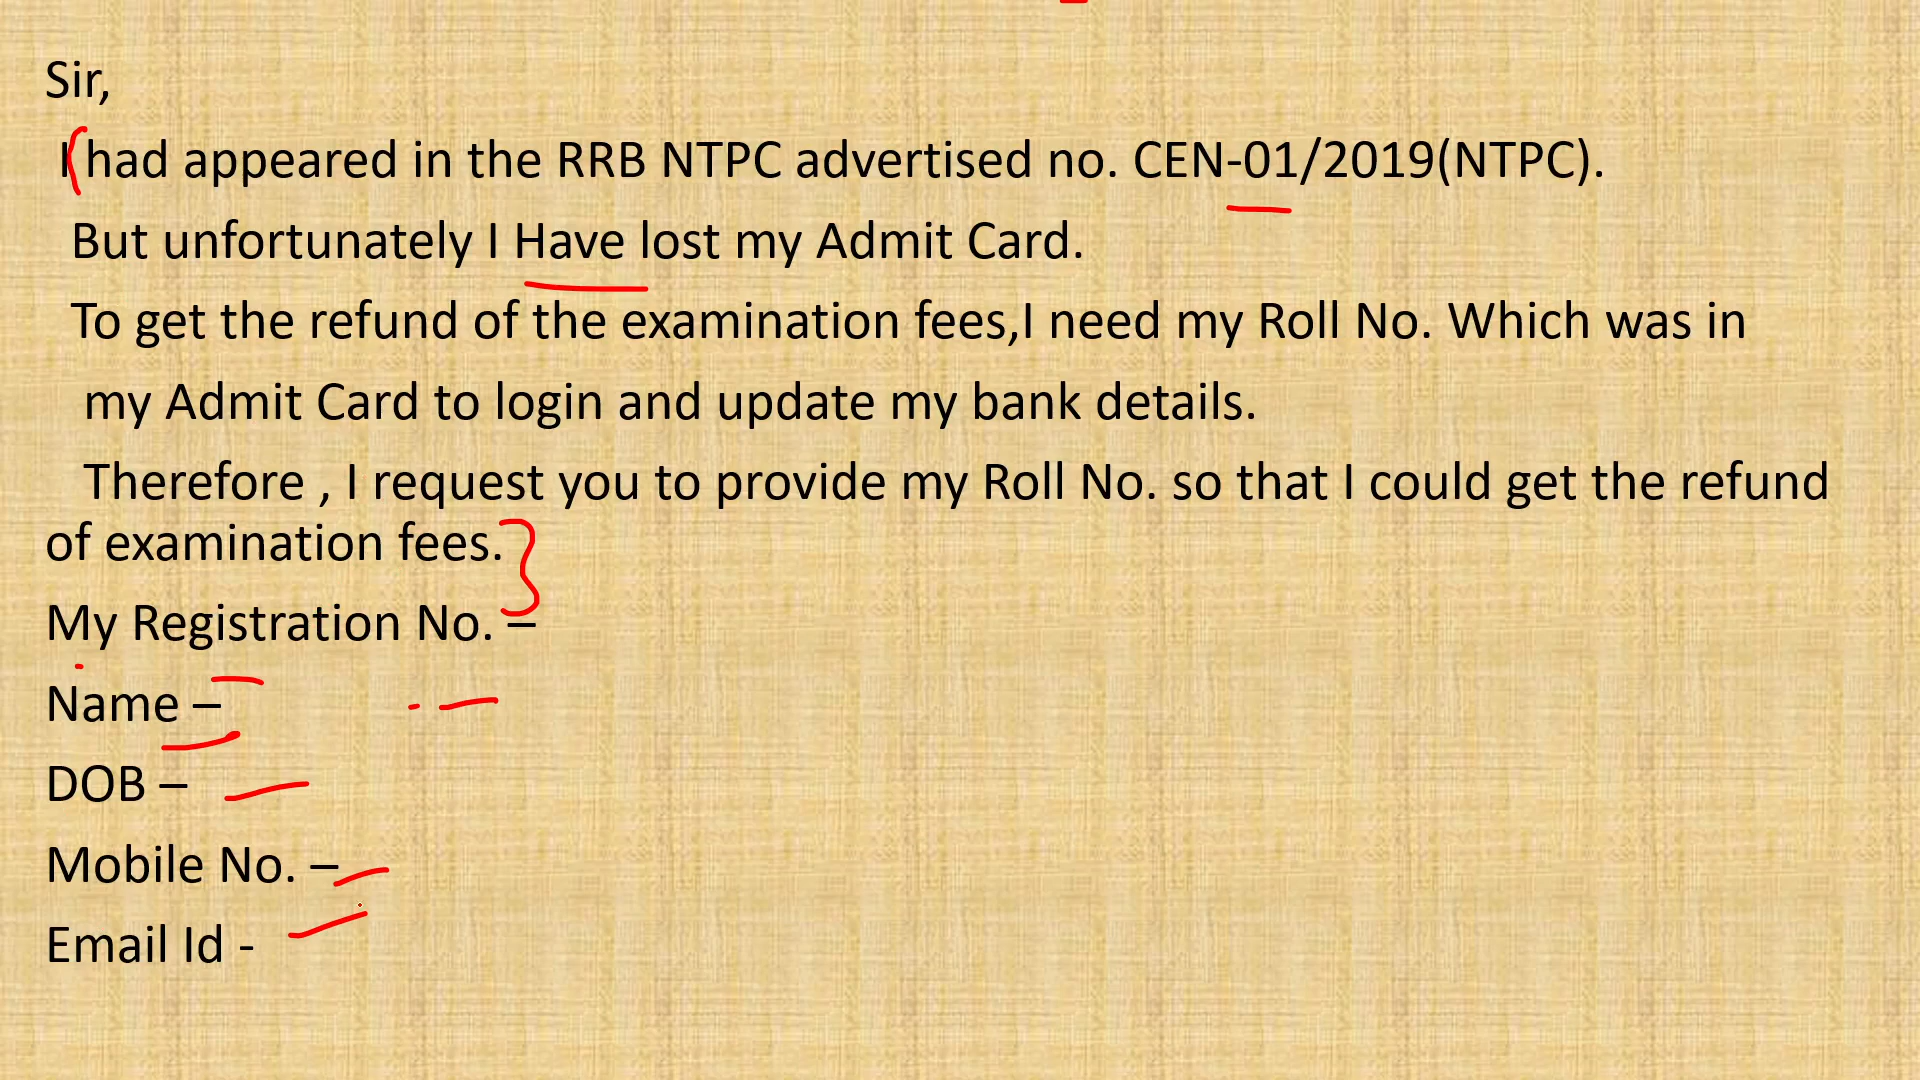 Sir,
I had appeared in the RRB NTPC advertised no. CEN-01/2019(NTPC).
But unfortunately I Have lost my Admit Card.
To get the refund of the examination fees,I need my Roll No. Which was in
my Admit Card to login and update my bank details.
Therefore , I request you to provide my Roll No. so that I could get the refund
of examination fees.
My Registration No. –
Name –
DOB –
Mobile No. –
Email Id -